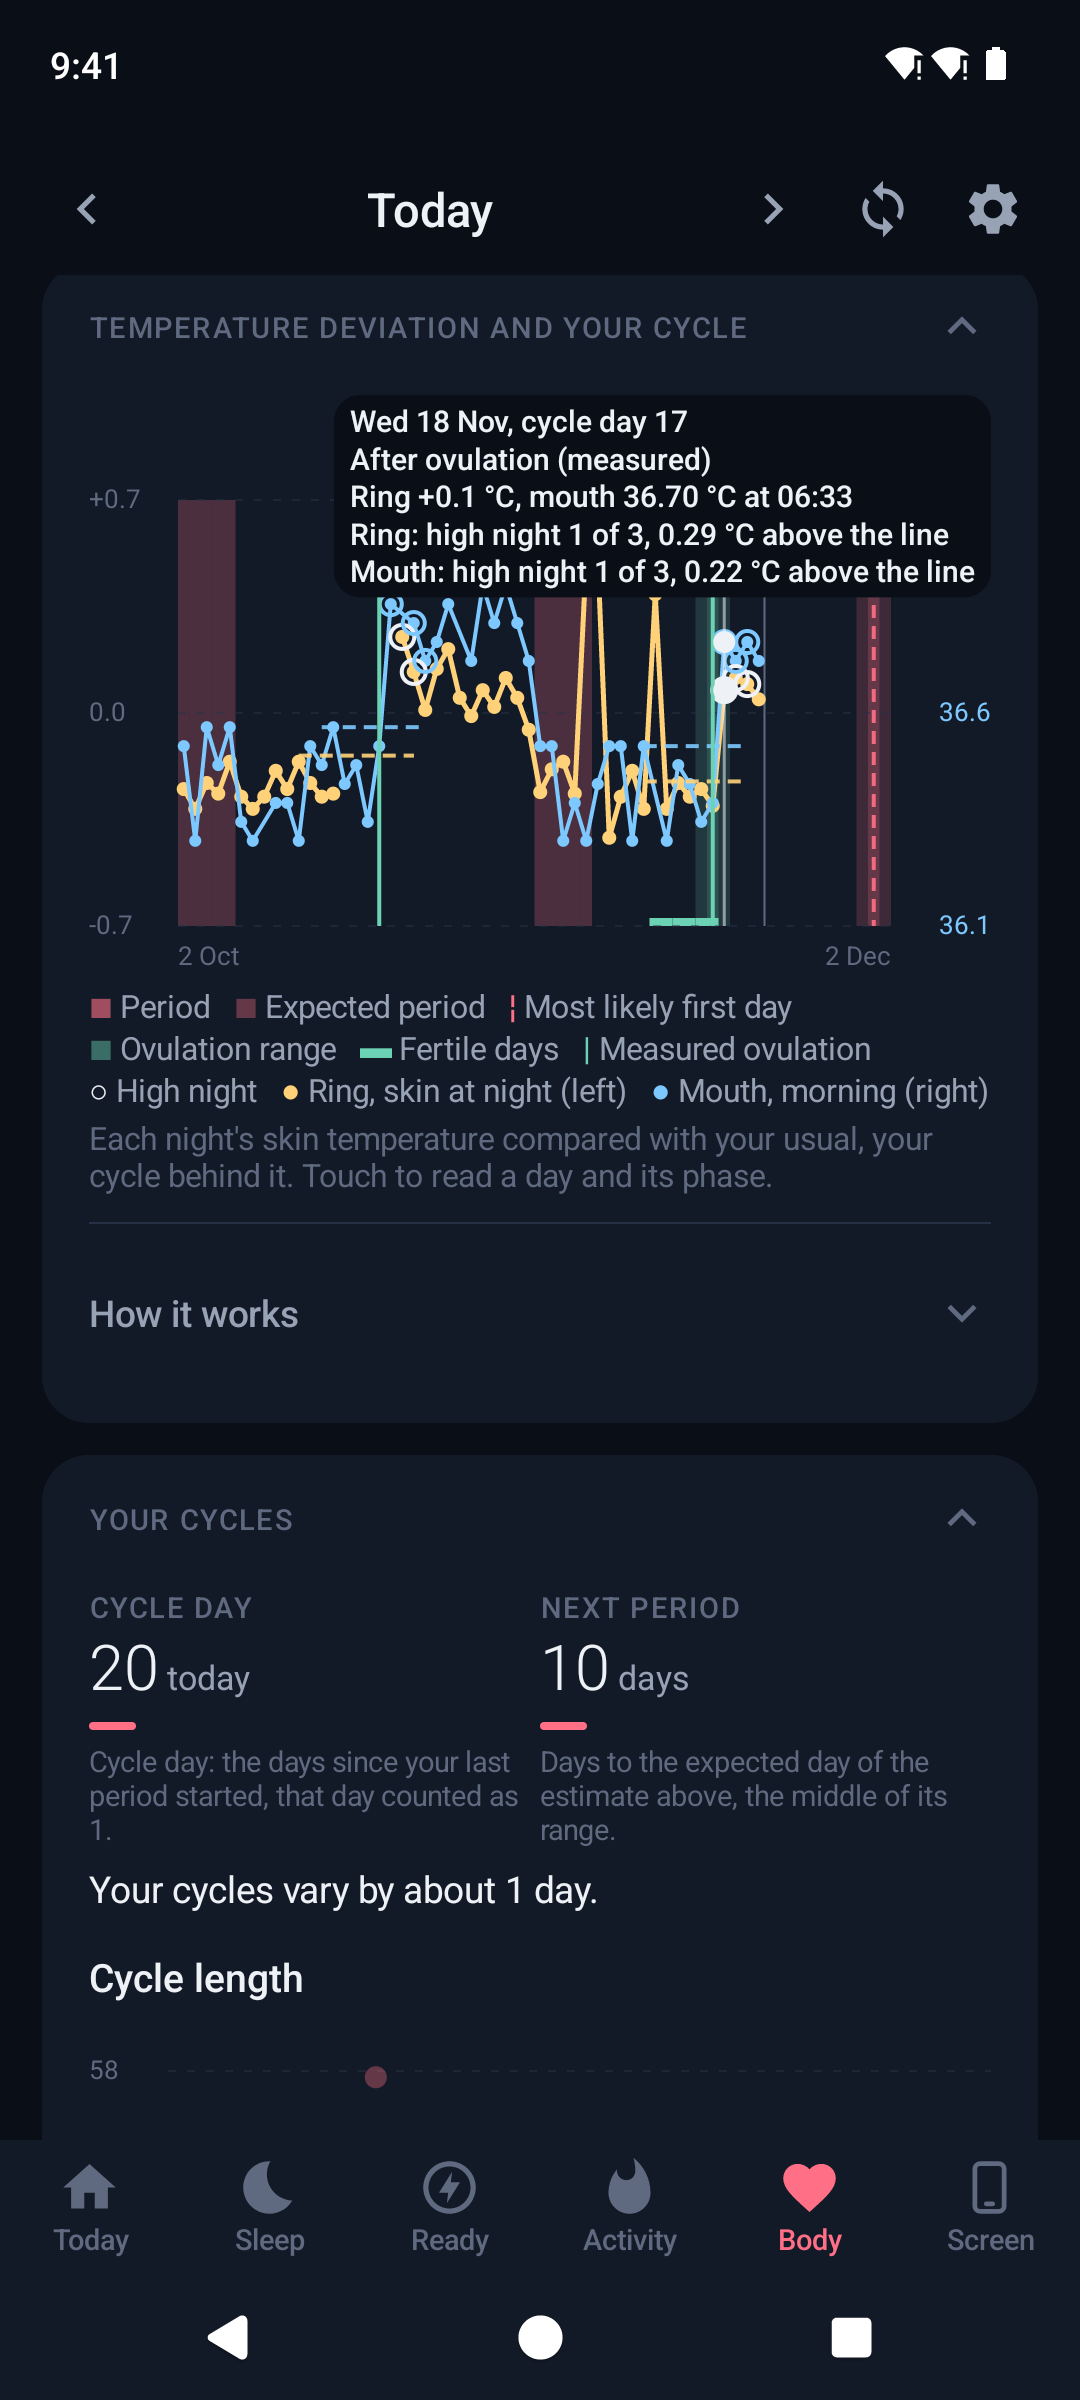 9:41
Today
TEMPERATURE DEVIATION AND YOUR CYCLE
Wed 18 Nov, cycle day 17
After ovulation (measured)
Ring +0.1 °C, mouth 36.70 °C at 06:33
Ring: high night 1 of 3, 0.29 °C above the line
Mouth: high night 1 of 3, 0.22 °C above the line
+0.7
0.0
36.6
-0.7
36.1
2 Oct
2 Dec
Period
Expected period
Most likely first day
Ovulation range
Fertile days
Measured ovulation
High night
Ring, skin at night (left)
Mouth, morning (right)
Each night's skin temperature compared with your usual, your
cycle behind it. Touch to read a day and its phase.
How it works
YOUR CYCLES
CYCLE DAY
20 today
Cycle day: the days since your last
period started, that day counted as
1.
NEXT PERIOD
10 days
Days to the expected day of the
estimate above, the middle of its
range.
Your cycles vary by about 1 day.
Cycle length
58
Today
Sleep
Ready
Activity
Body
Screen